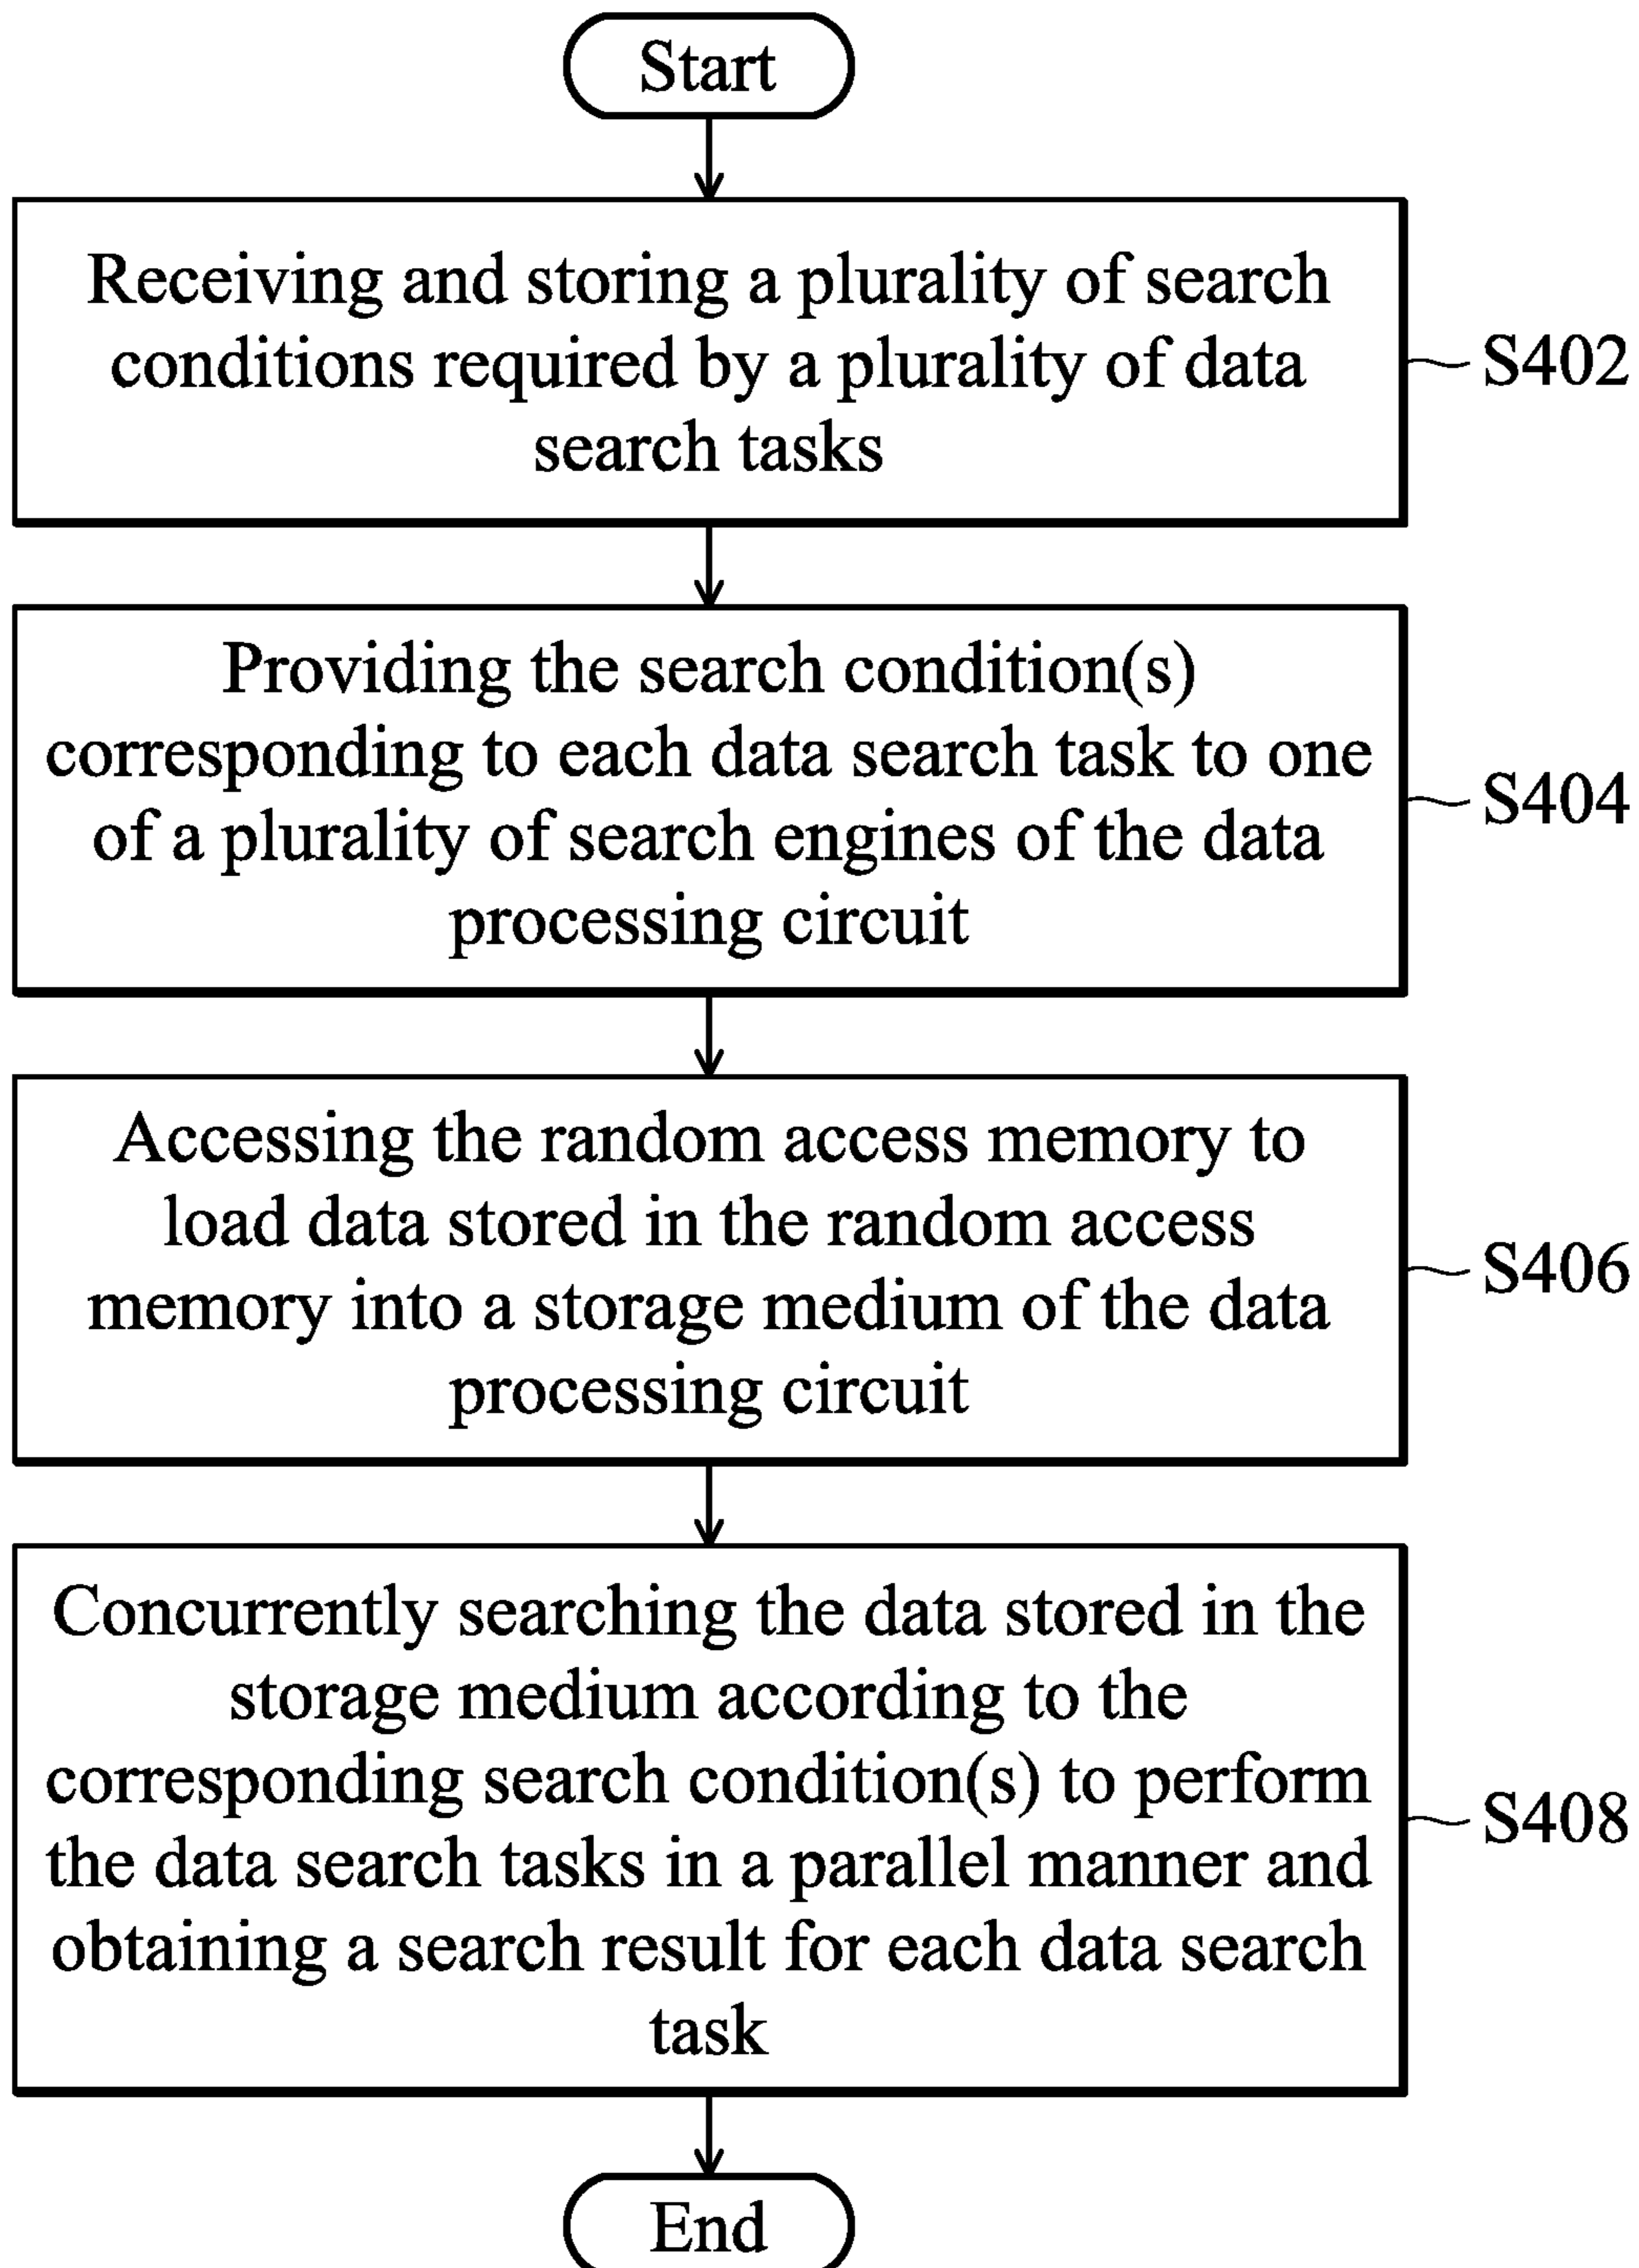 Start
Receiving and storing a plurality of search
conditions required by a plurality of data
search tasks
S402
Providing the search condition(s)
corresponding to each data search task to one
of a plurality of search engines of the data
processing circuit
S404
Accessing the random access memory to
load data stored in the random access
memory into a storage medium of the data
processing circuit
S406
Concurrently searching the data stored in the
storage medium according to the
corresponding search condition(s) to perform
the data search tasks in a parallel manner and
obtaining a search result for each data search
task
S408
End